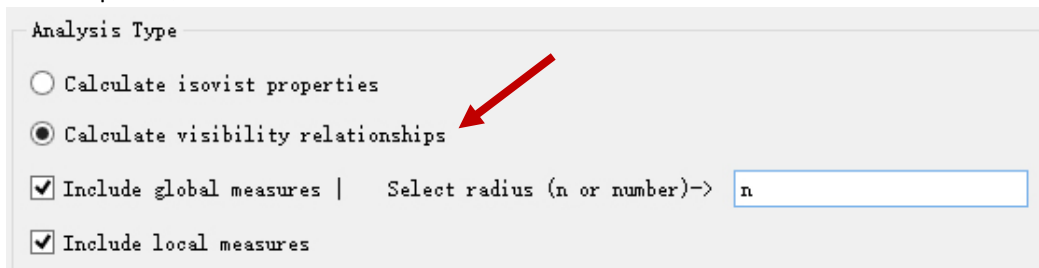 Analysis Type
Calculate isovist properties
Calculate visibility relationships
Include global measures | Select radius (n or number)-> n
Include local measures